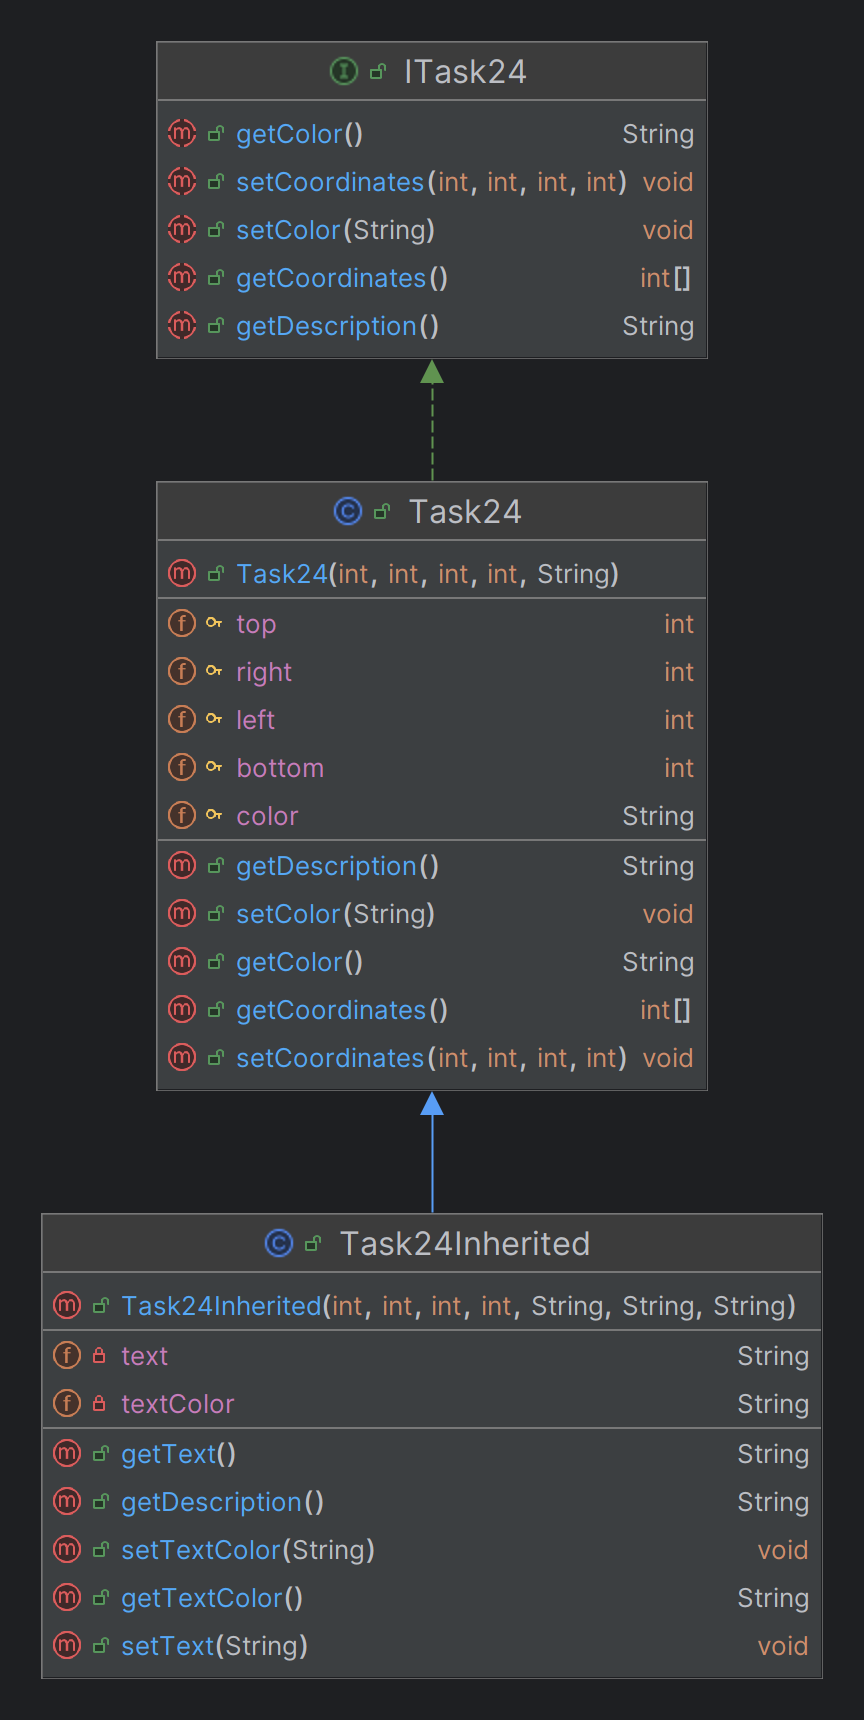 ITask24
getColor() String
setCoordinates(int, int, int, int) void
setColor(String) void
getCoordinates() int[]
getDescription() String
Task24
Task24(int, int, int, int, String)
top int
right int
left int
bottom int
color String
getDescription() String
setColor(String) void
getColor() String
getCoordinates() int[]
setCoordinates(int, int, int, int) void
Task24Inherited
Task24Inherited(int, int, int, int, String, String, String)
text String
textColor String
getText() String
getDescription() String
setTextColor(String) void
getTextColor() String
setText(String) void